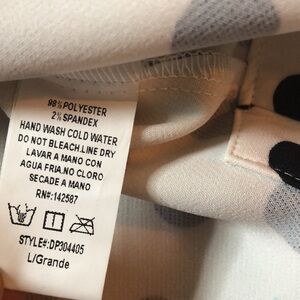 98% POLYESTER
2% SPANDEX
HAND WASH COLD WATER
DO NOT BLEACH.LINE DRY
LAVAR A MANO CON
AGUA FRIA.NO CLORO
SECADE A MANO
RN#:142587
STYLE#:DP304405
L/Grande